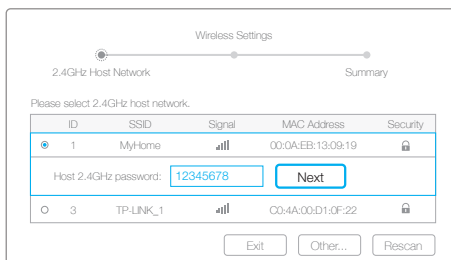 Wireless Settings
2.4GHz Host Network Summary
Please select 2.4GHz host network.
ID SSID Signal MAC Address Security
1 MyHome 00:0A:EB:13:09:19
Host 2.4GHz password: 12345678 Next
3 TP-LINK_1 C0:4A:00:D1:0F:22
Exit Other... Rescan